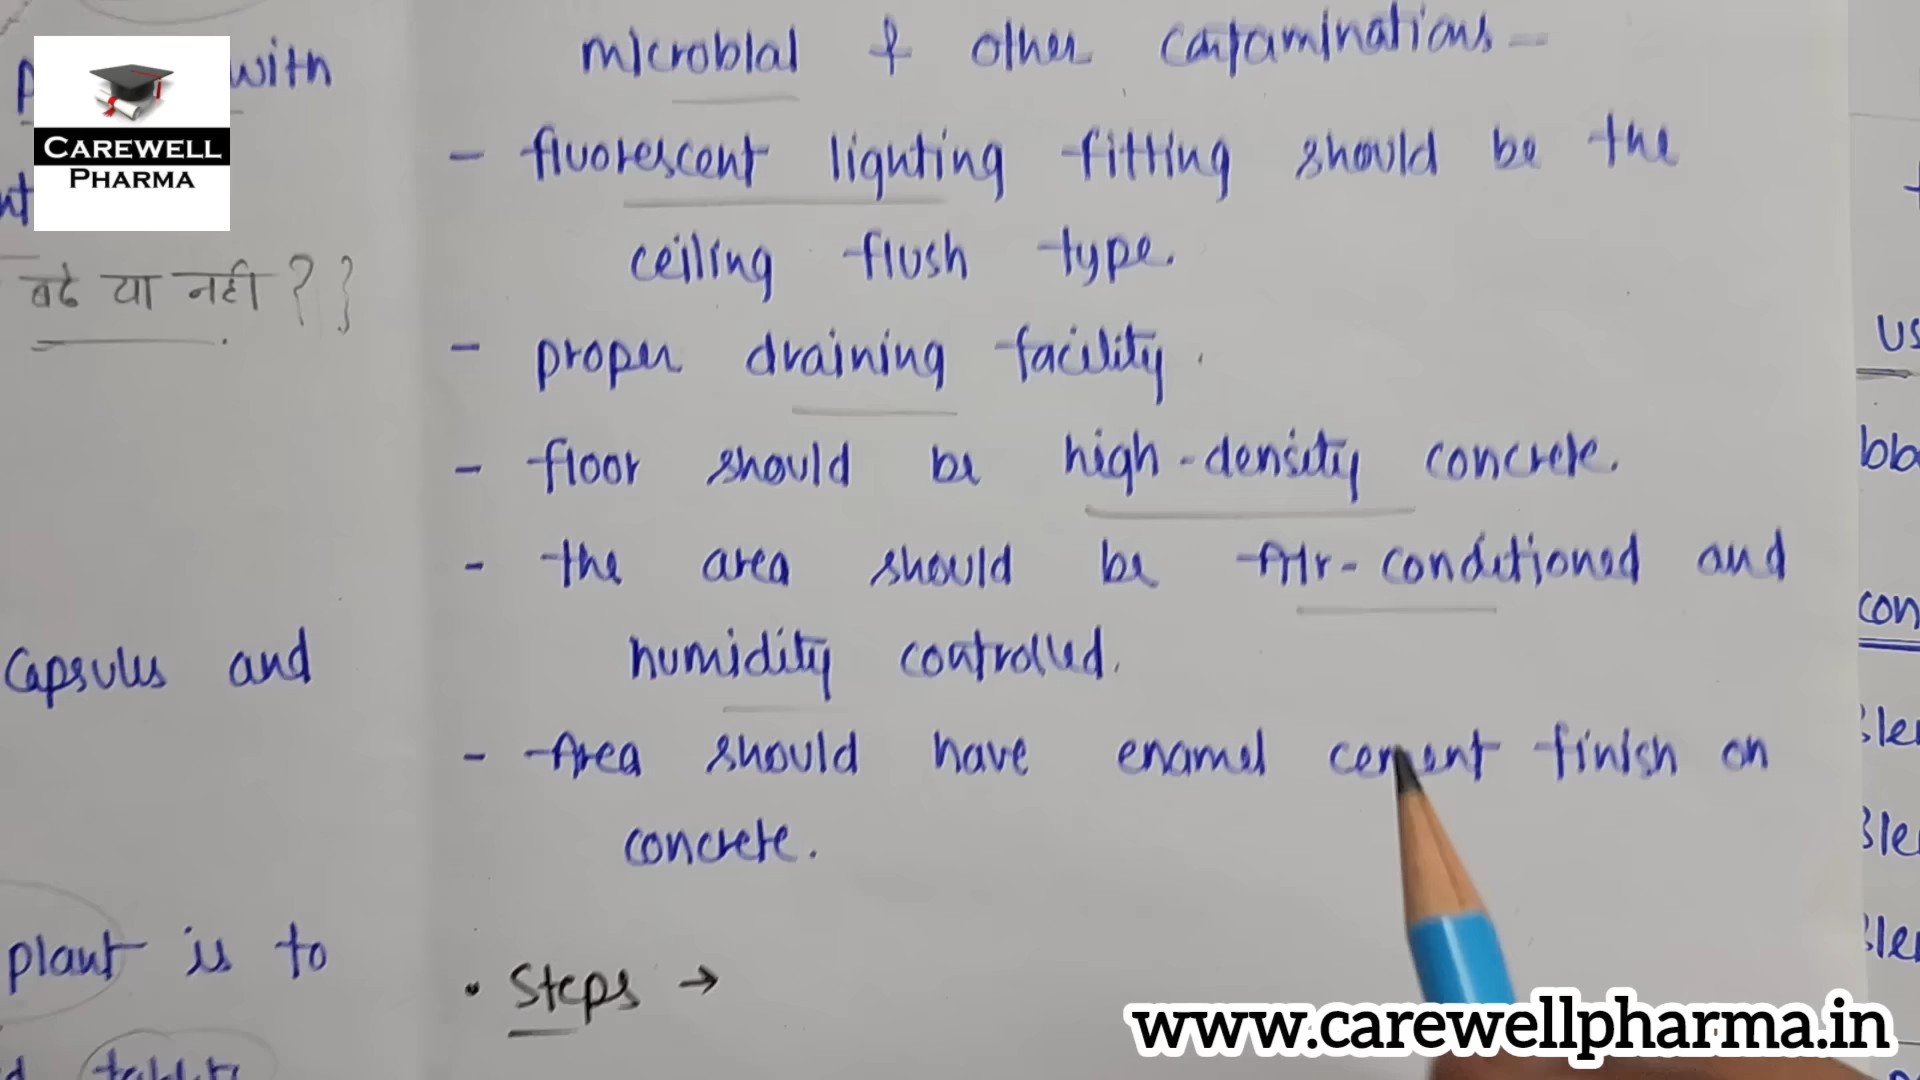 with
CAREWELL
PHARMA
बढे या नही ?
capsules and
plant is to
tablets
microbial & other contaminations -
- fluorescent lighting fitting should be the
ceiling flush type.
- proper draining facility.
- floor should be high-density concrete.
- the area should be Air-conditioned and
humidity controlled.
- Area should have enamel cement finish on
concrete.
• Steps →
www.carewellpharma.in